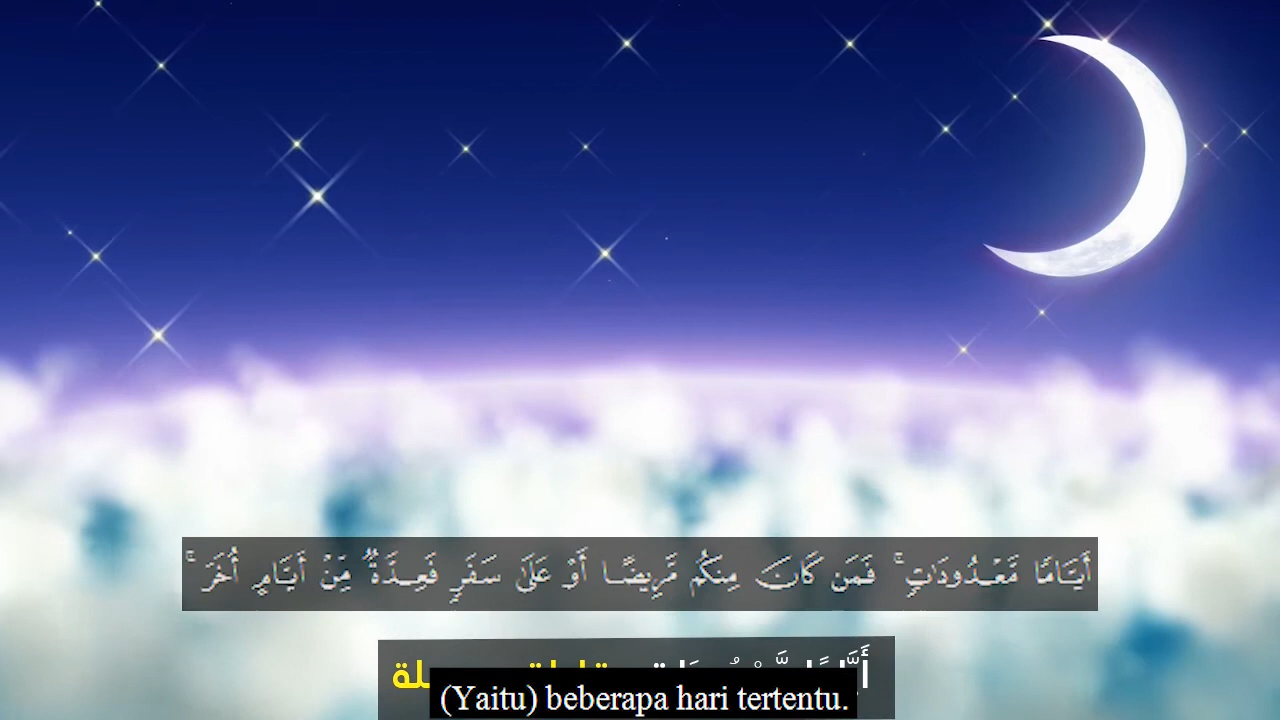 أَيَّامًا مَّعْدُودَاتٍ ۚ فَمَن كَانَ مِنكُم مَّرِيضًا أَوْ عَلَىٰ سَفَرٍ فَعِدَّةٌ مِّنْ أَيَّامٍ أُخَرَ ۚ
(Yaitu) beberapa hari tertentu.